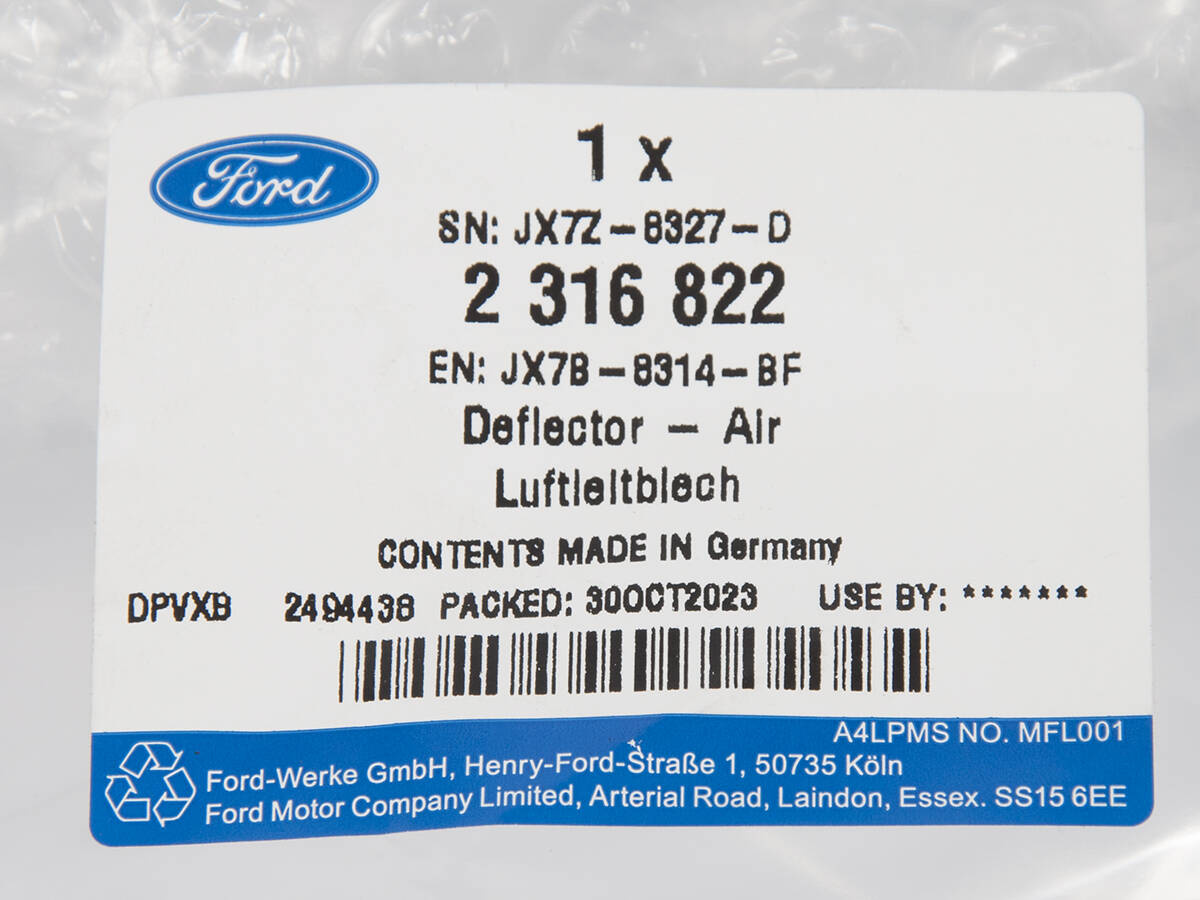 Ford
1 x
SN: JX7Z-8327-D
2 316 822
EN: JX7B-8314-BF
Deflector - Air
Luftleitblech
CONTENTS MADE IN Germany
DPVXB 2494438 PACKED: 30OCT2023 USE BY: *******
A4LPMS NO. MFL001
Ford-Werke GmbH, Henry-Ford-Straße 1, 50735 Köln
Ford Motor Company Limited, Arterial Road, Laindon, Essex. SS15 6EE